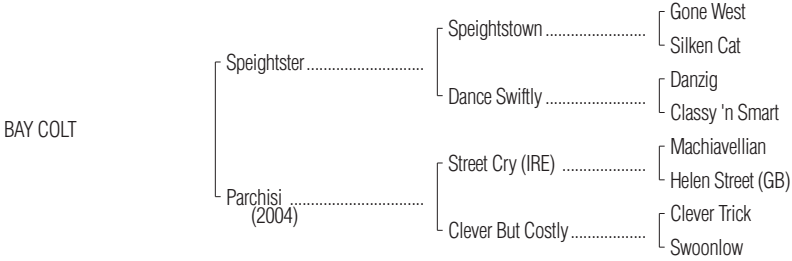 Gone West
Speightstown ........................
Silken Cat
Speightster ............................
Danzig
Dance Swiftly ........................
Classy 'n Smart
BAY COLT
Machiavellian
Street Cry (IRE) ....................
Helen Street (GB)
Parchisi ................................
(2004)
Clever Trick
Clever But Costly..................
Swoonlow